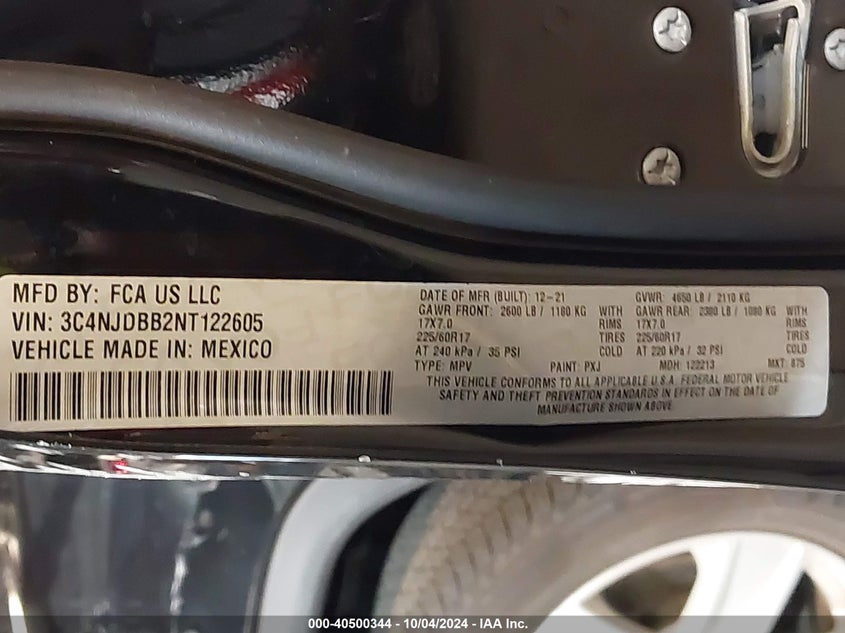 MFD BY: FCA US LLC
VIN: 3C4NJDBB2NT122605
VEHICLE MADE IN: MEXICO
DATE OF MFR (BUILT): 12-21 GVWR: 4650 LB / 2110 KG
GAWR FRONT: 2600 LB / 1180 KG WITH GAWR REAR: 2380 LB / 1080 KG WITH
17X7.0 RIMS 17X7.0 RIMS
225/60R17 TIRES 225/60R17 TIRES
AT 240 kPa / 35 PSI COLD AT 220 kPa / 32 PSI COLD
TYPE: MPV PAINT: PXJ MDH: 122213 MKT: 875
THIS VEHICLE CONFORMS TO ALL APPLICABLE U.S.A. FEDERAL MOTOR VEHICLE
SAFETY AND THEFT PREVENTION STANDARDS IN EFFECT ON THE DATE OF
MANUFACTURE SHOWN ABOVE
000-40500344 - 10/04/2024 - IAA Inc.